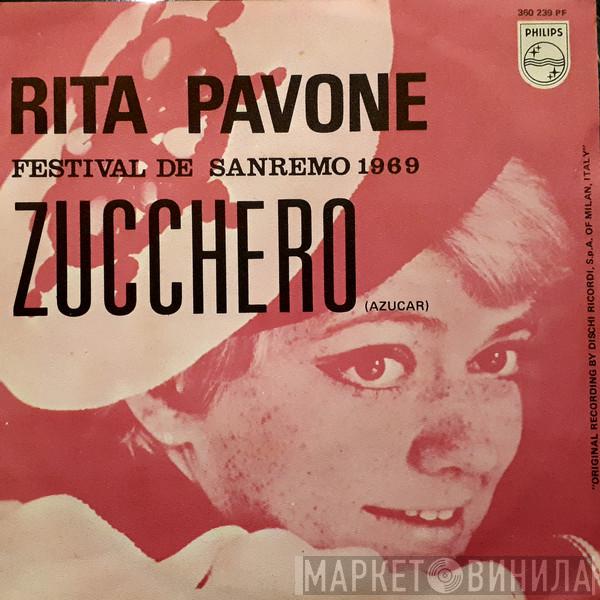 360 239 PF
PHILIPS
RITA PAVONE
FESTIVAL DE SANREMO 1969
ZUCCHERO
(AZUCAR)
"ORIGINAL RECORDING BY DISCHI RICORDI, S.p.A. OF MILAN, ITALY"
МАРКЕТ ВИНИЛА